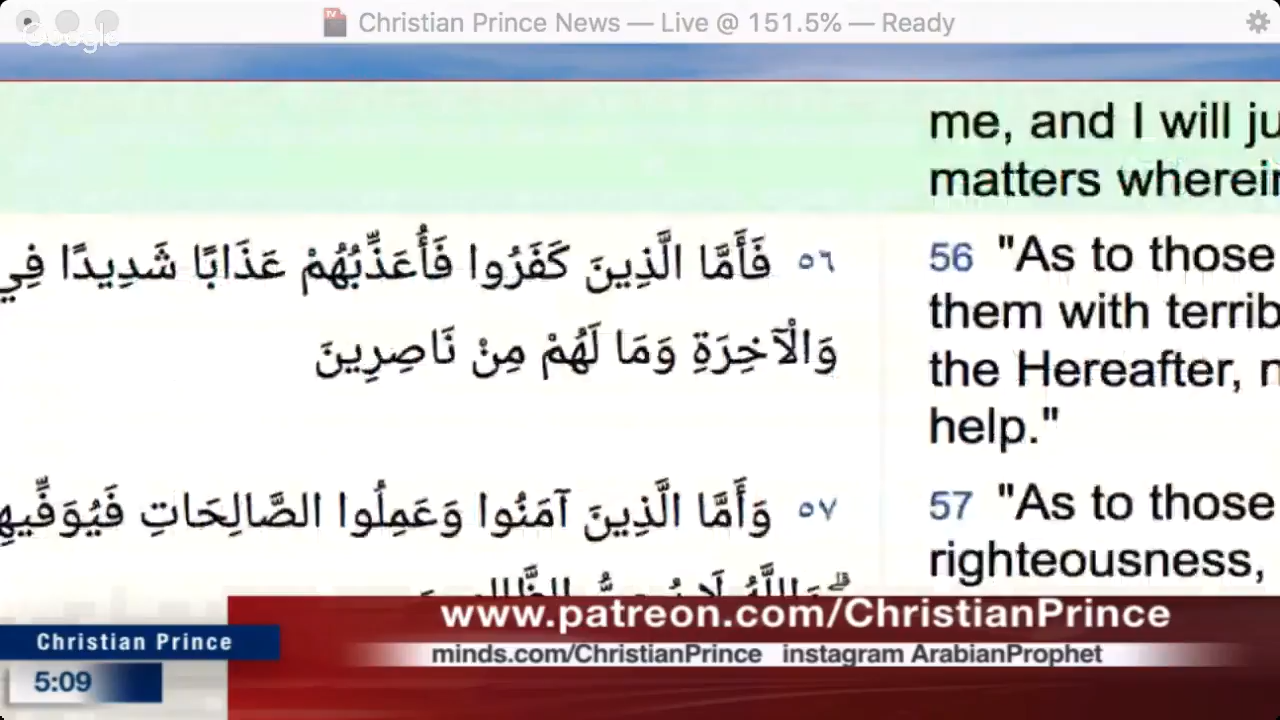 Christian Prince News — Live @ 151.5% — Ready
Google
me, and I will ju
matters wherein
٥٦ فَأَمَّا الَّذِينَ كَفَرُوا فَأُعَذِّبُهُمْ عَذَابًا شَدِيدًا فِي
وَالْآخِرَةِ وَمَا لَهُمْ مِنْ نَاصِرِينَ
56 "As to those
them with terrib
the Hereafter, n
help."
٥٧ وَأَمَّا الَّذِينَ آمَنُوا وَعَمِلُوا الصَّالِحَاتِ فَيُوَفِّيهِ
57 "As to those
righteousness,
www.patreon.com/ChristianPrince
minds.com/ChristianPrince instagram ArabianProphet
Christian Prince
5:09